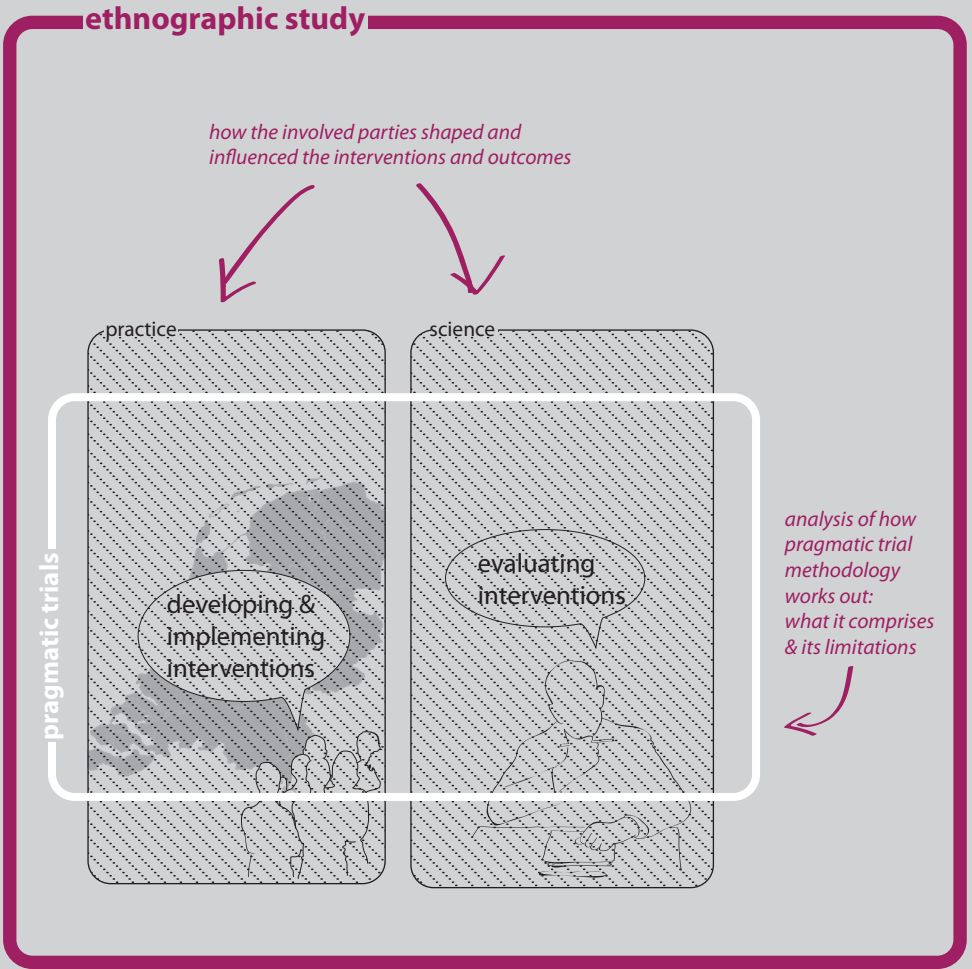 ethnographic study
how the involved parties shaped and
influenced the interventions and outcomes
practice
science
developing &
implementing
interventions
evaluating
interventions
pragmatic trials
analysis of how
pragmatic trial
methodology
works out:
what it comprises
& its limitations